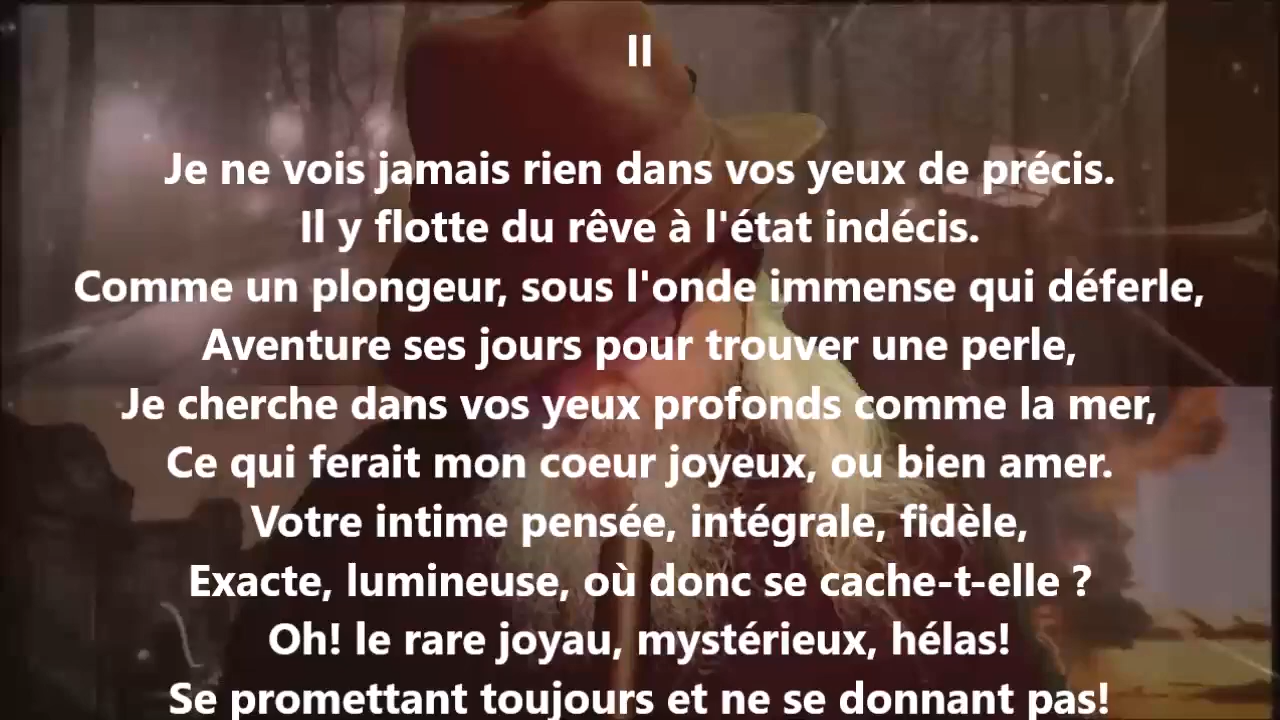 II
Je ne vois jamais rien dans vos yeux de précis.
Il y flotte du rêve à l'état indécis.
Comme un plongeur, sous l'onde immense qui déferle,
Aventure ses jours pour trouver une perle,
Je cherche dans vos yeux profonds comme la mer,
Ce qui ferait mon coeur joyeux, ou bien amer.
Votre intime pensée, intégrale, fidèle,
Exacte, lumineuse, où donc se cache-t-elle ?
Oh! le rare joyau, mystérieux, hélas!
Se promettant toujours et ne se donnant pas!